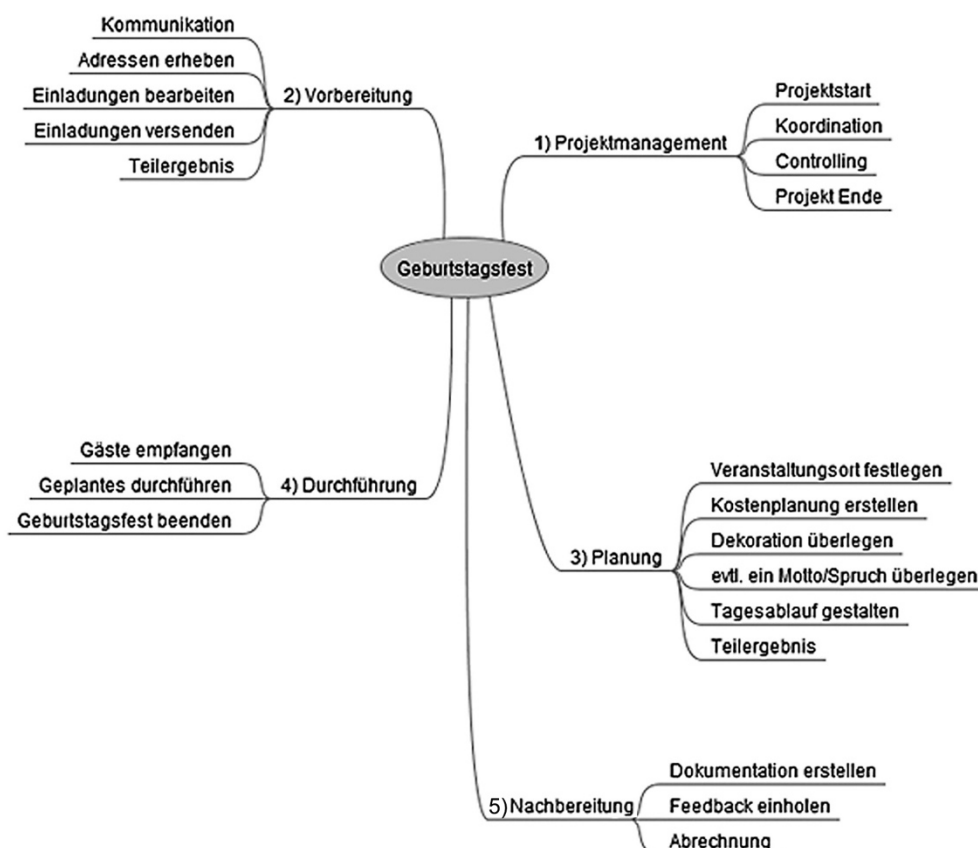 Kommunikation
Adressen erheben
Einladungen bearbeiten
Einladungen versenden
Teilergebnis
2) Vorbereitung
1) Projektmanagement
Projektstart
Koordination
Controlling
Projekt Ende
Geburtstagsfest
Gäste empfangen
Geplantes durchführen
Geburtstagsfest beenden
4) Durchführung
3) Planung
Veranstaltungsort festlegen
Kostenplanung erstellen
Dekoration überlegen
evtl. ein Motto/Spruch überlegen
Tagesablauf gestalten
Teilergebnis
5) Nachbereitung
Dokumentation erstellen
Feedback einholen
Abrechnung